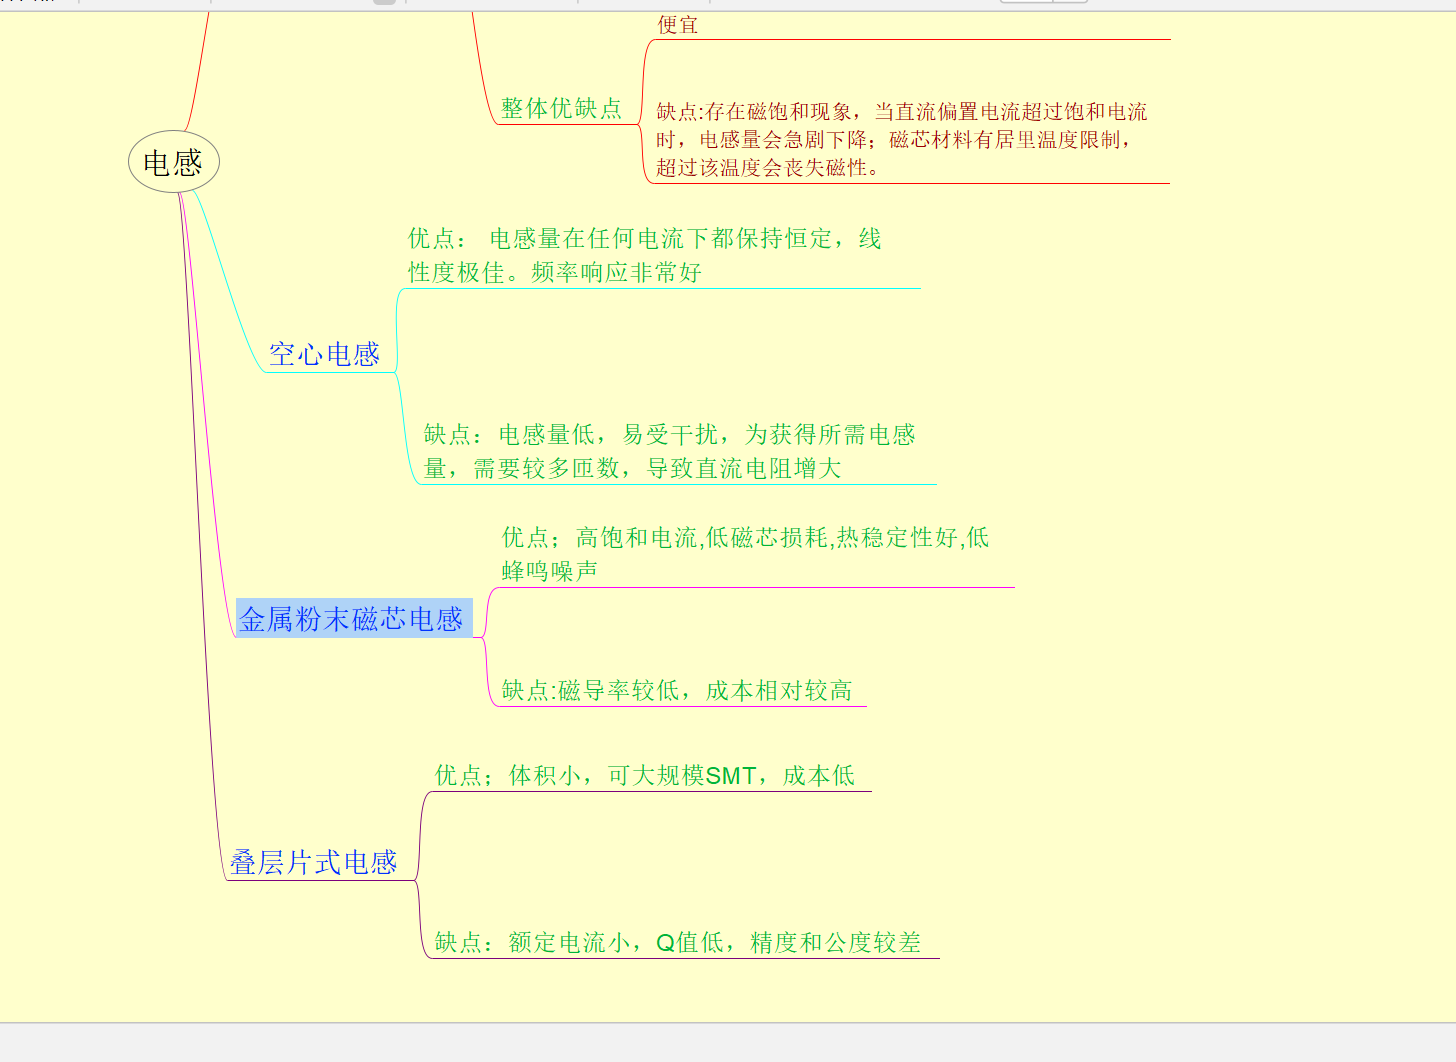 便宜
整体优缺点
缺点:存在磁饱和现象，当直流偏置电流超过饱和电流
时，电感量会急剧下降；磁芯材料有居里温度限制，
超过该温度会丧失磁性。
电感
优点： 电感量在任何电流下都保持恒定，线
性度极佳。频率响应非常好
空心电感
缺点：电感量低，易受干扰，为获得所需电感
量，需要较多匝数，导致直流电阻增大
优点；高饱和电流,低磁芯损耗,热稳定性好,低
蜂鸣噪声
金属粉末磁芯电感
缺点:磁导率较低，成本相对较高
优点；体积小，可大规模SMT，成本低
叠层片式电感
缺点：额定电流小，Q值低，精度和公度较差